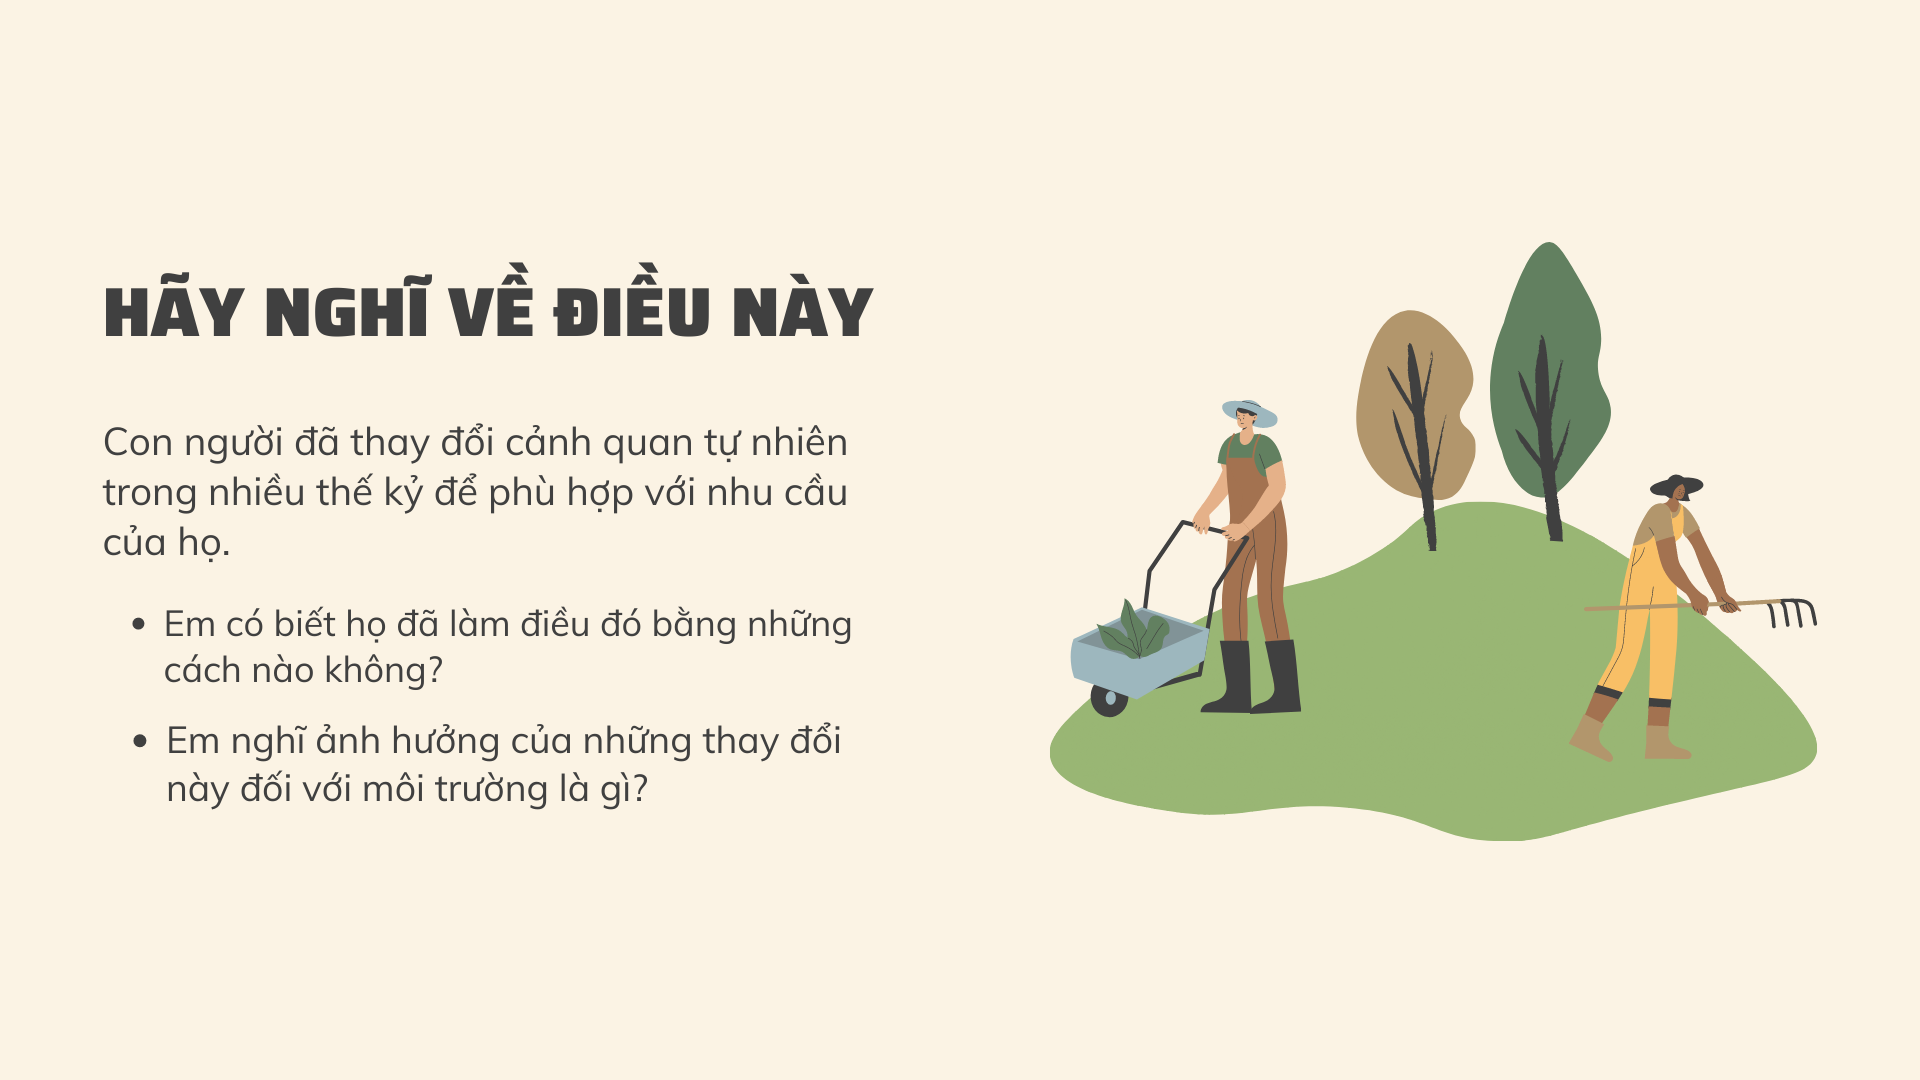 HÃY NGHĨ VỀ ĐIỀU NÀY
Con người đã thay đổi cảnh quan tự nhiên
trong nhiều thế kỷ để phù hợp với nhu cầu
của họ.
• Em có biết họ đã làm điều đó bằng những
cách nào không?
• Em nghĩ ảnh hưởng của những thay đổi
này đối với môi trường là gì?